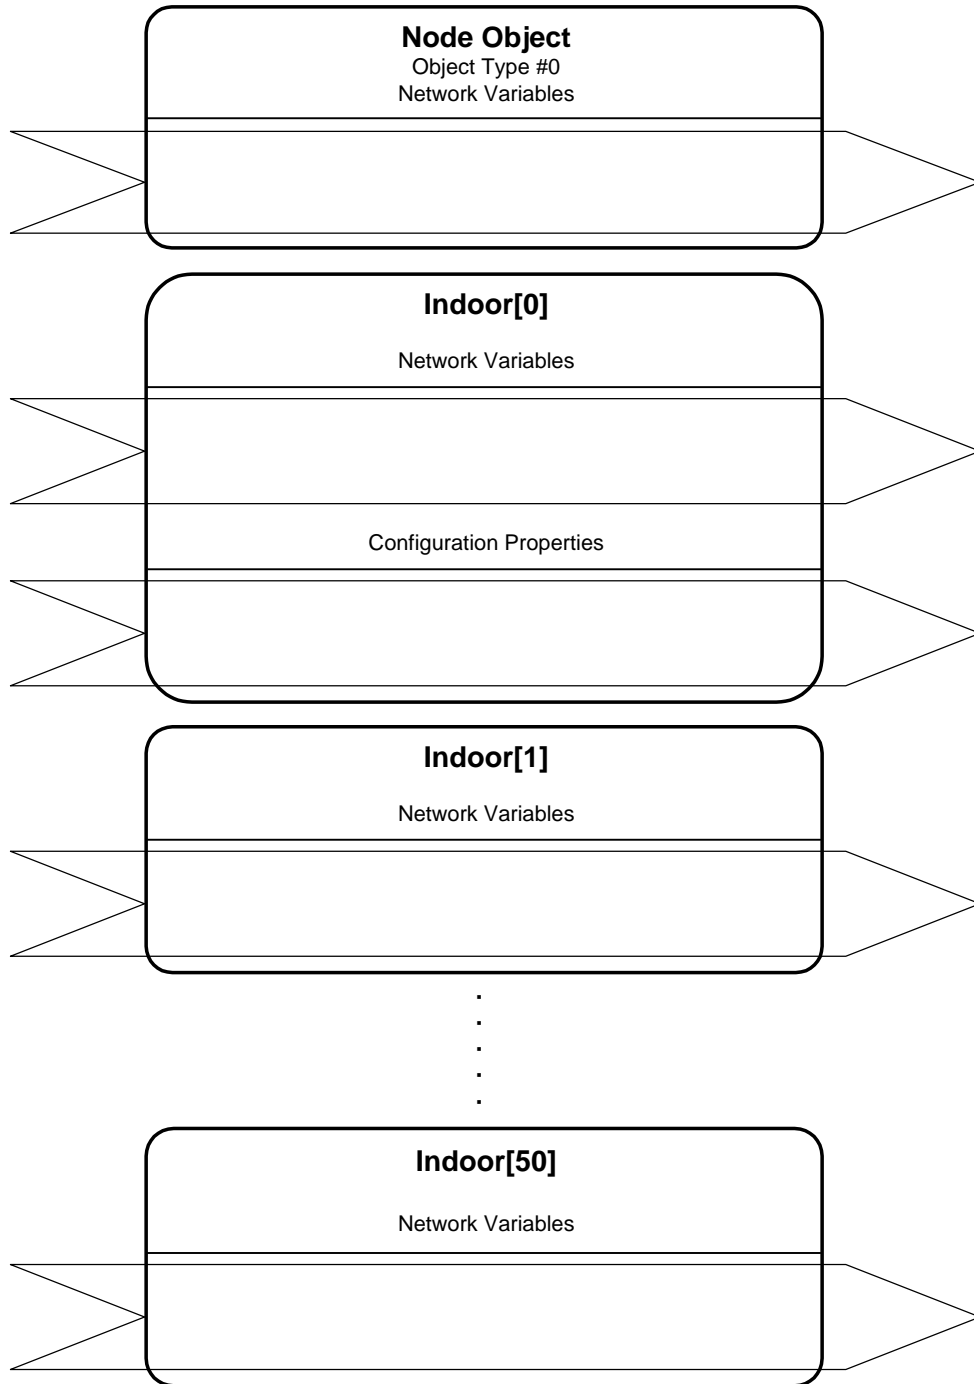 Node Object
Object Type #0
Network Variables
Indoor[0]
Network Variables
Configuration Properties
Indoor[1]
Network Variables
.
.
.
.
.
Indoor[50]
Network Variables